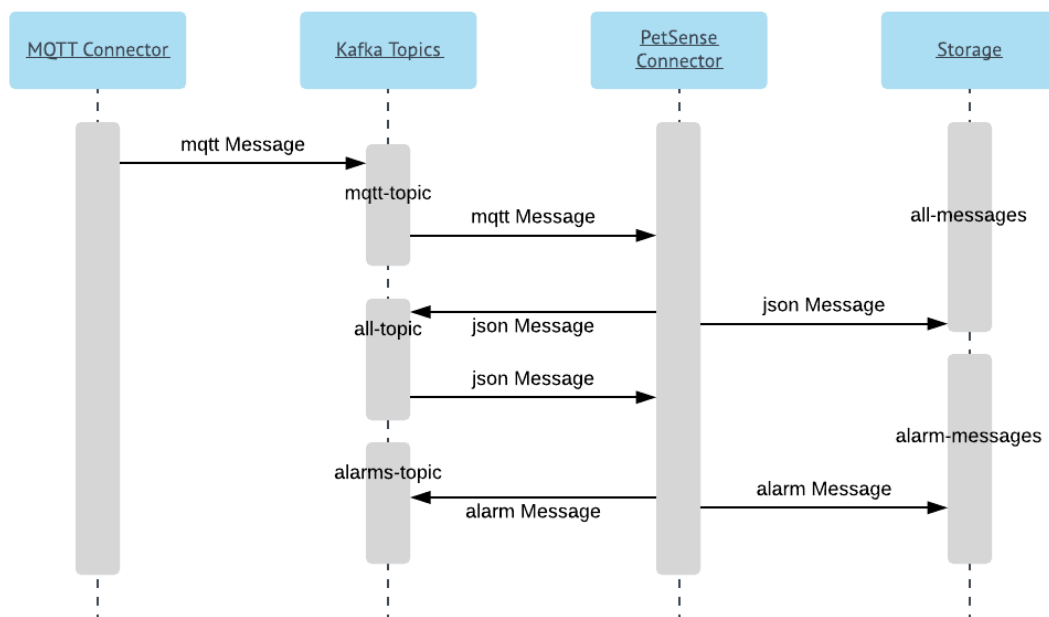 MQTT Connector
Kafka Topics
PetSense
Connector
Storage
mqtt Message
mqtt-topic
mqtt Message
all-messages
json Message
all-topic
json Message
json Message
alarm-messages
alarms-topic
alarm Message
alarm Message